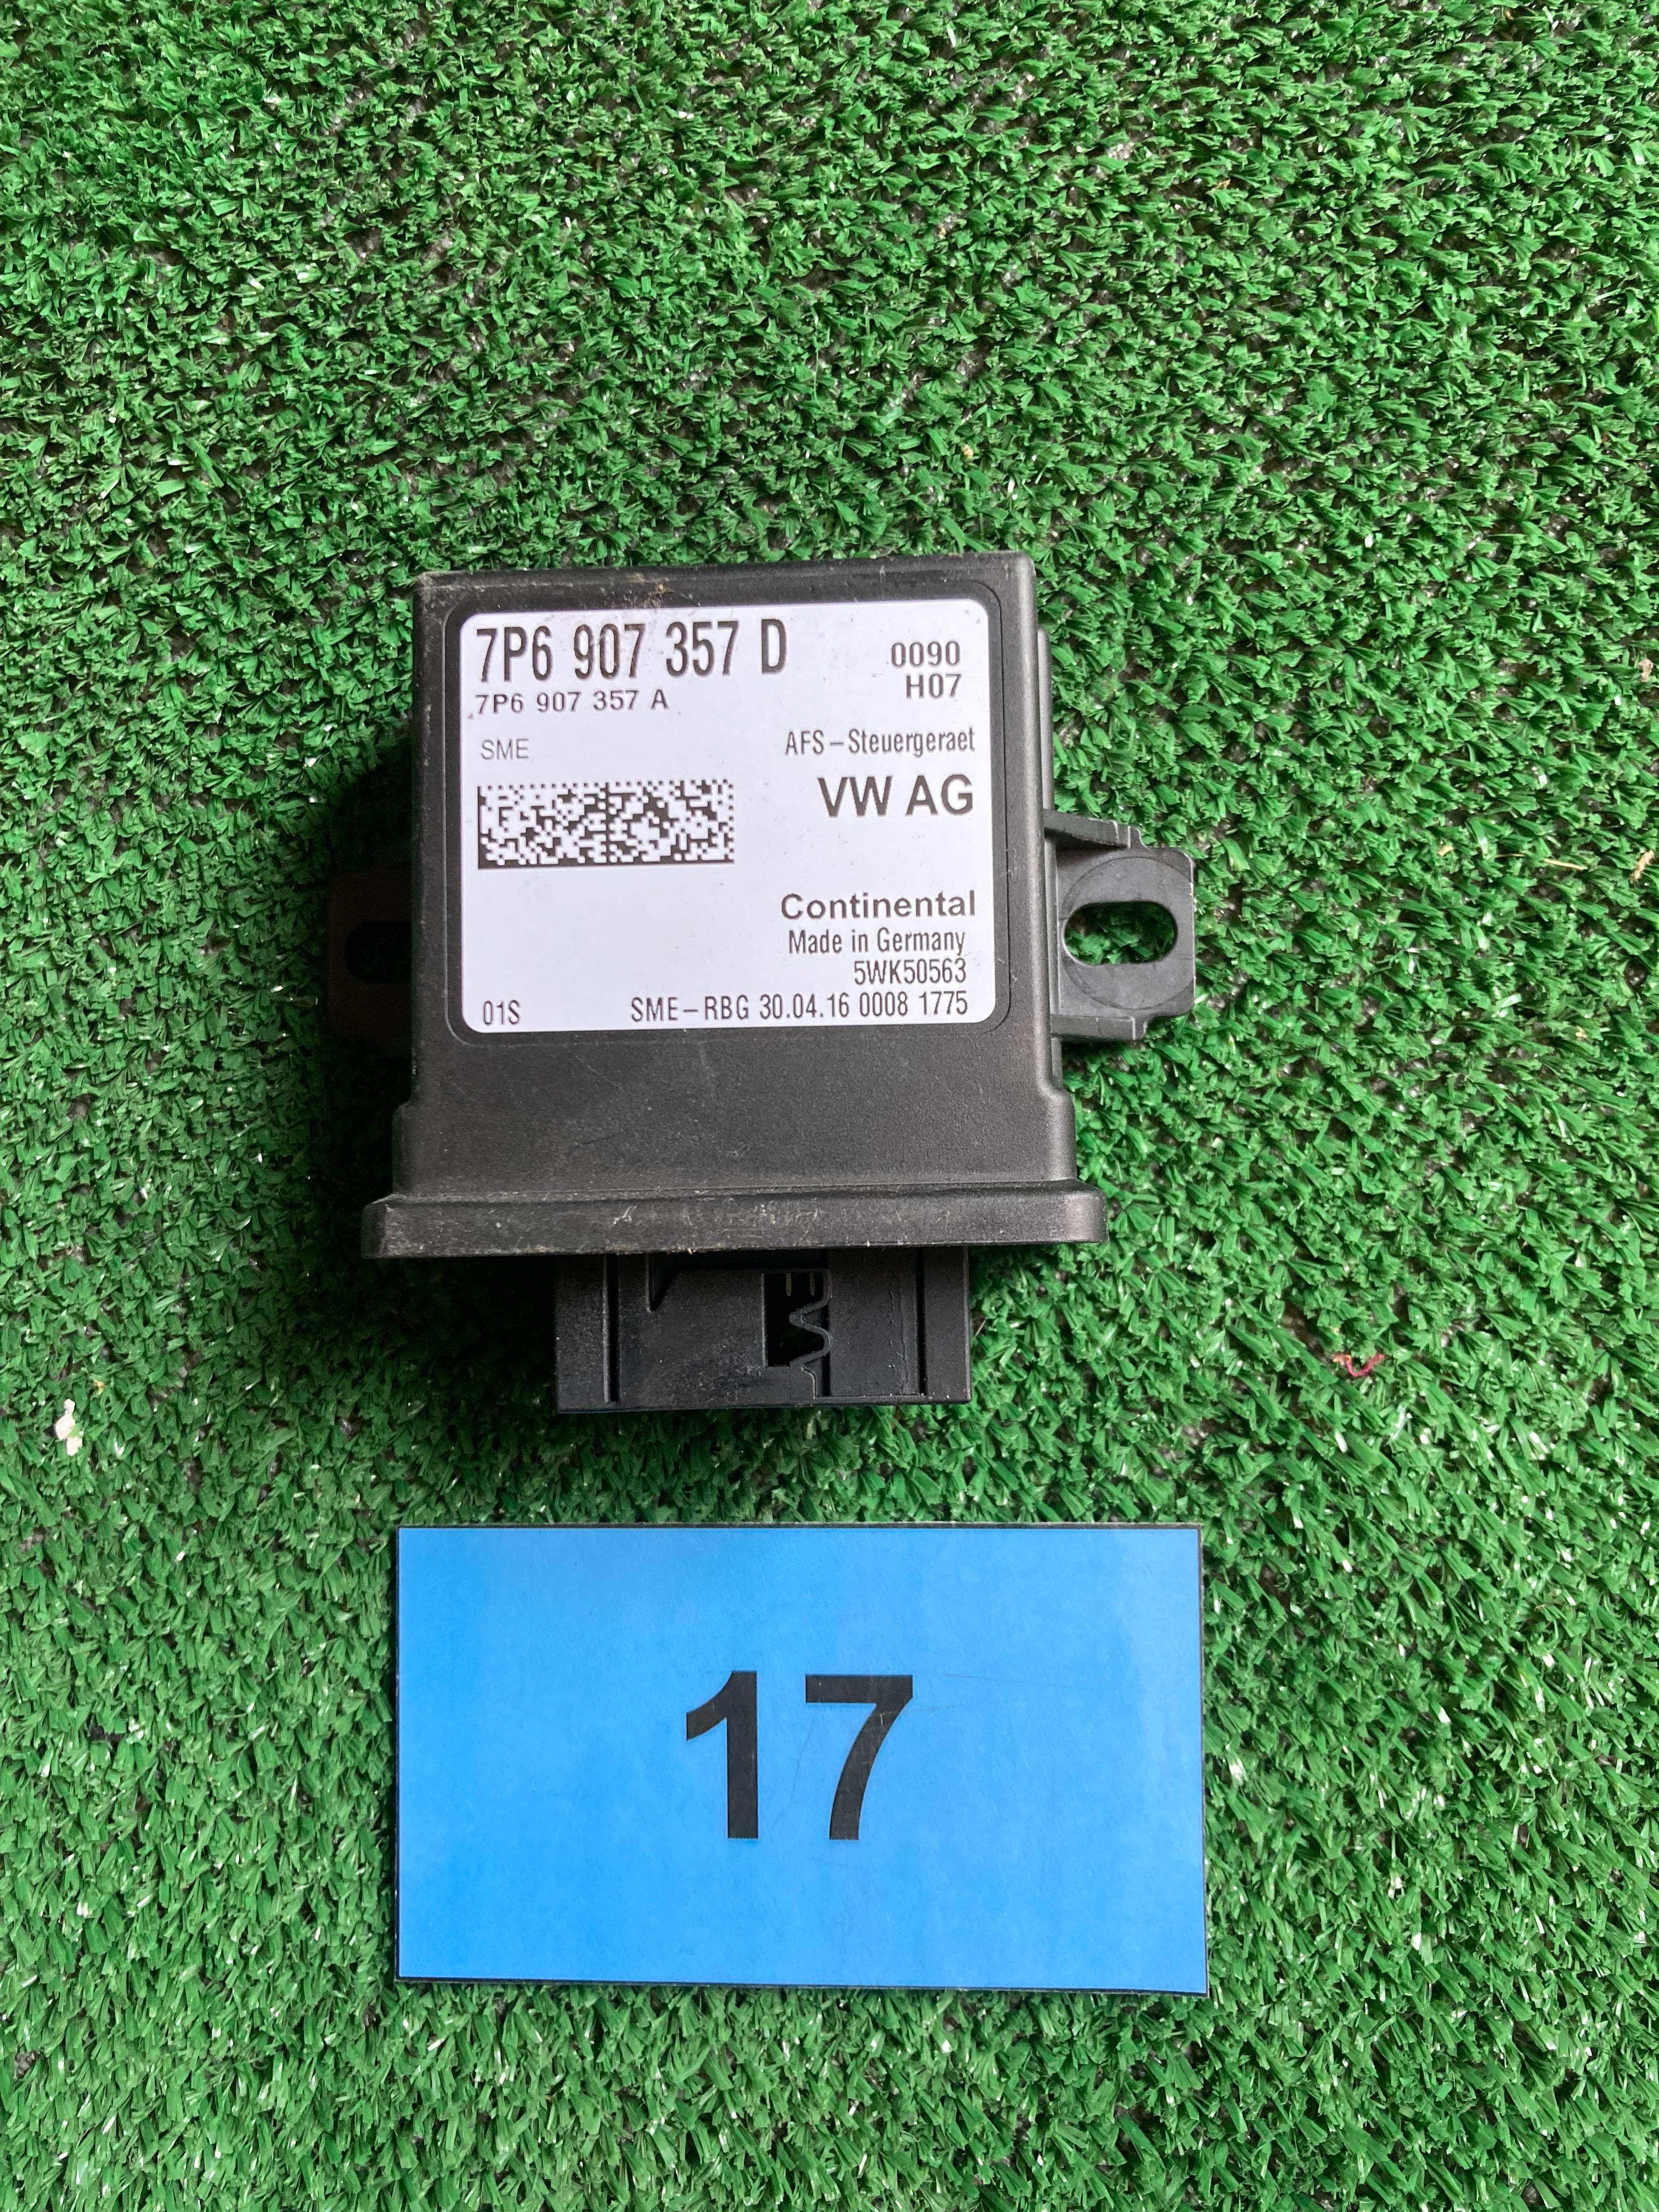 7P6 907 357 D
0090
7P6 907 357 A
H07
SME
AFS-Steuergeraet
VW AG
Continental
Made in Germany
5WK50563
01S
SME-RBG 30.04.16 0008 1775
17